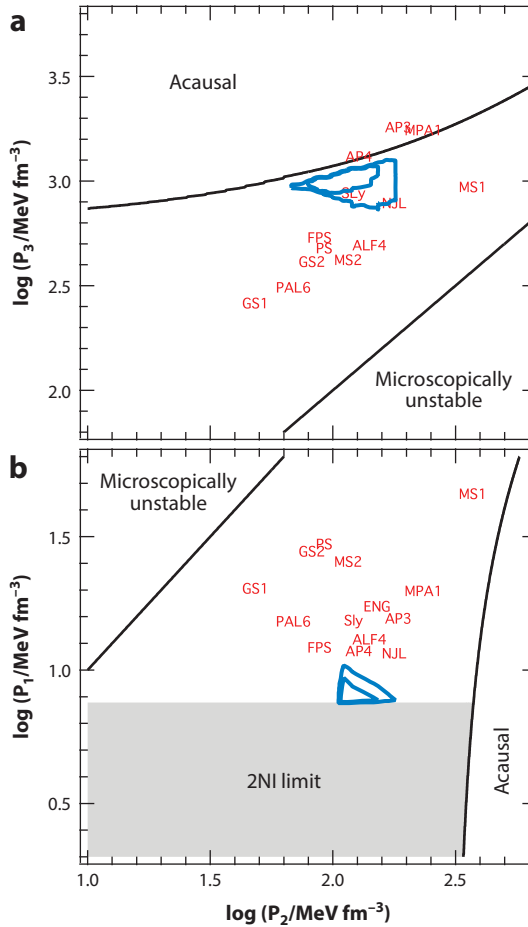 a
3.5
3.0
2.5
2.0
log (P3/MeV fm−3)
Acausal
AP3
MPA1
AP4
MS1
SLy
NJL
FPS
PS
ALF4
GS2
MS2
PAL6
GS1
Microscopically
unstable
b
1.5
1.0
0.5
log (P1/MeV fm−3)
Microscopically
unstable
MS1
PS
GS2
MS2
GS1
MPA1
ENG
PAL6
Sly
AP3
ALF4
FPS
AP4
NJL
2NI limit
Acausal
1.0
1.5
2.0
2.5
log (P2/MeV fm−3)